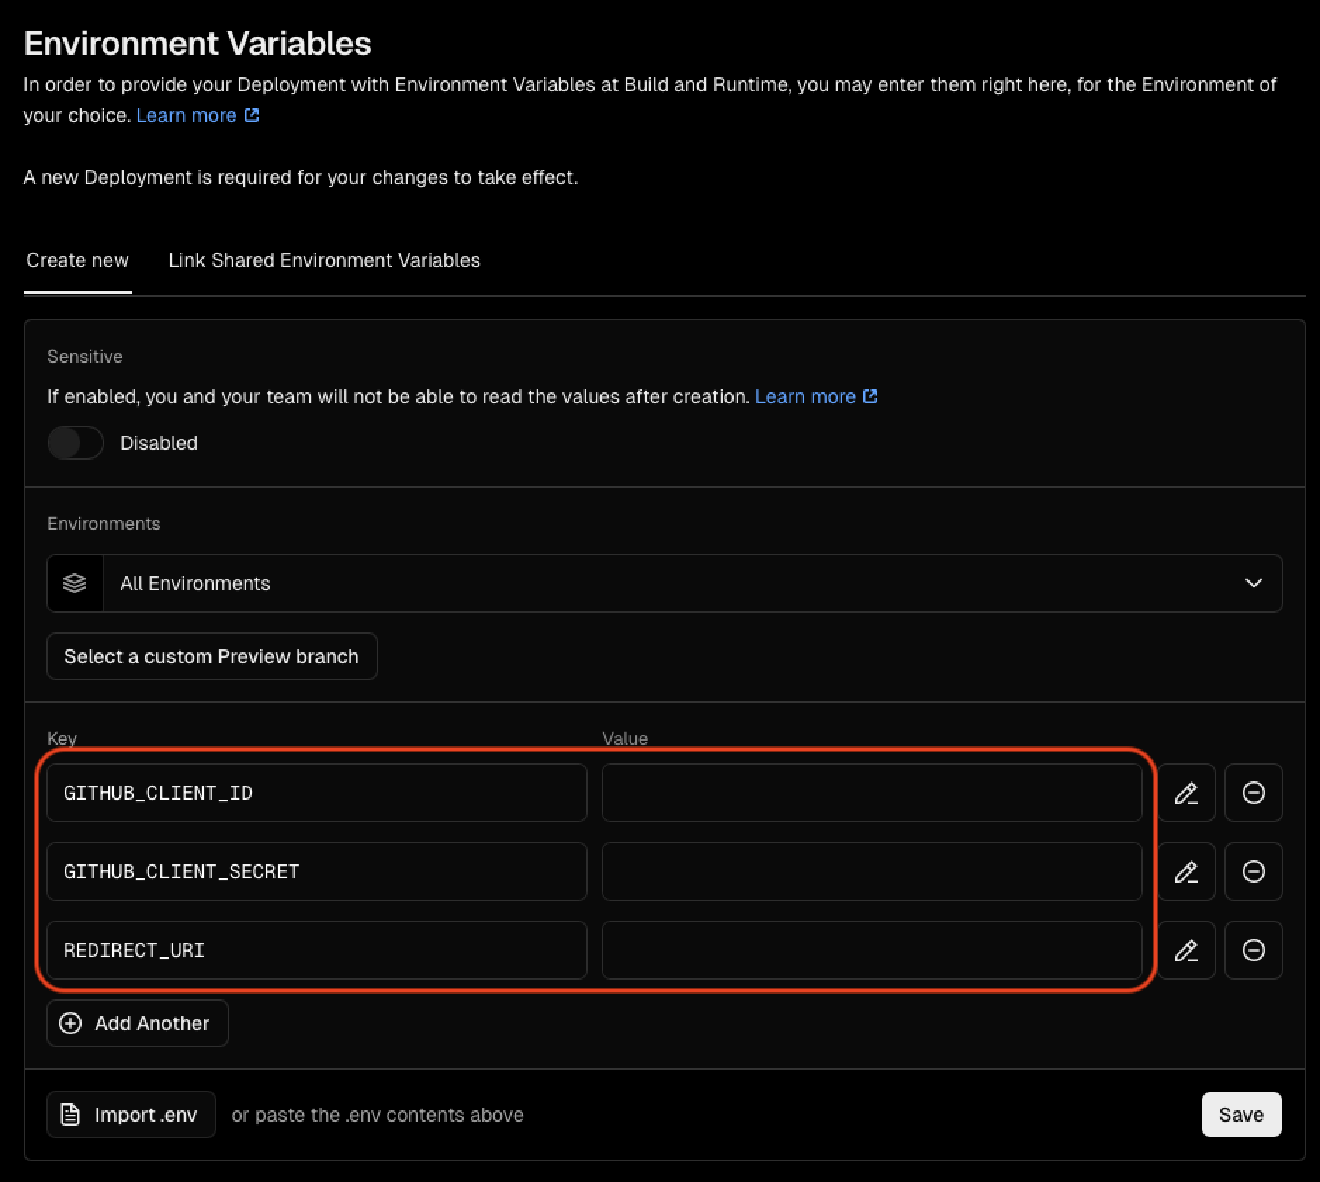 Environment Variables
In order to provide your Deployment with Environment Variables at Build and Runtime, you may enter them right here, for the Environment of
your choice. Learn more
A new Deployment is required for your changes to take effect.
Create new
Link Shared Environment Variables
Sensitive
If enabled, you and your team will not be able to read the values after creation. Learn more
Disabled
Environments
All Environments
Select a custom Preview branch
Key
Value
GITHUB_CLIENT_ID
GITHUB_CLIENT_SECRET
REDIRECT_URI
Add Another
Import .env
or paste the .env contents above
Save